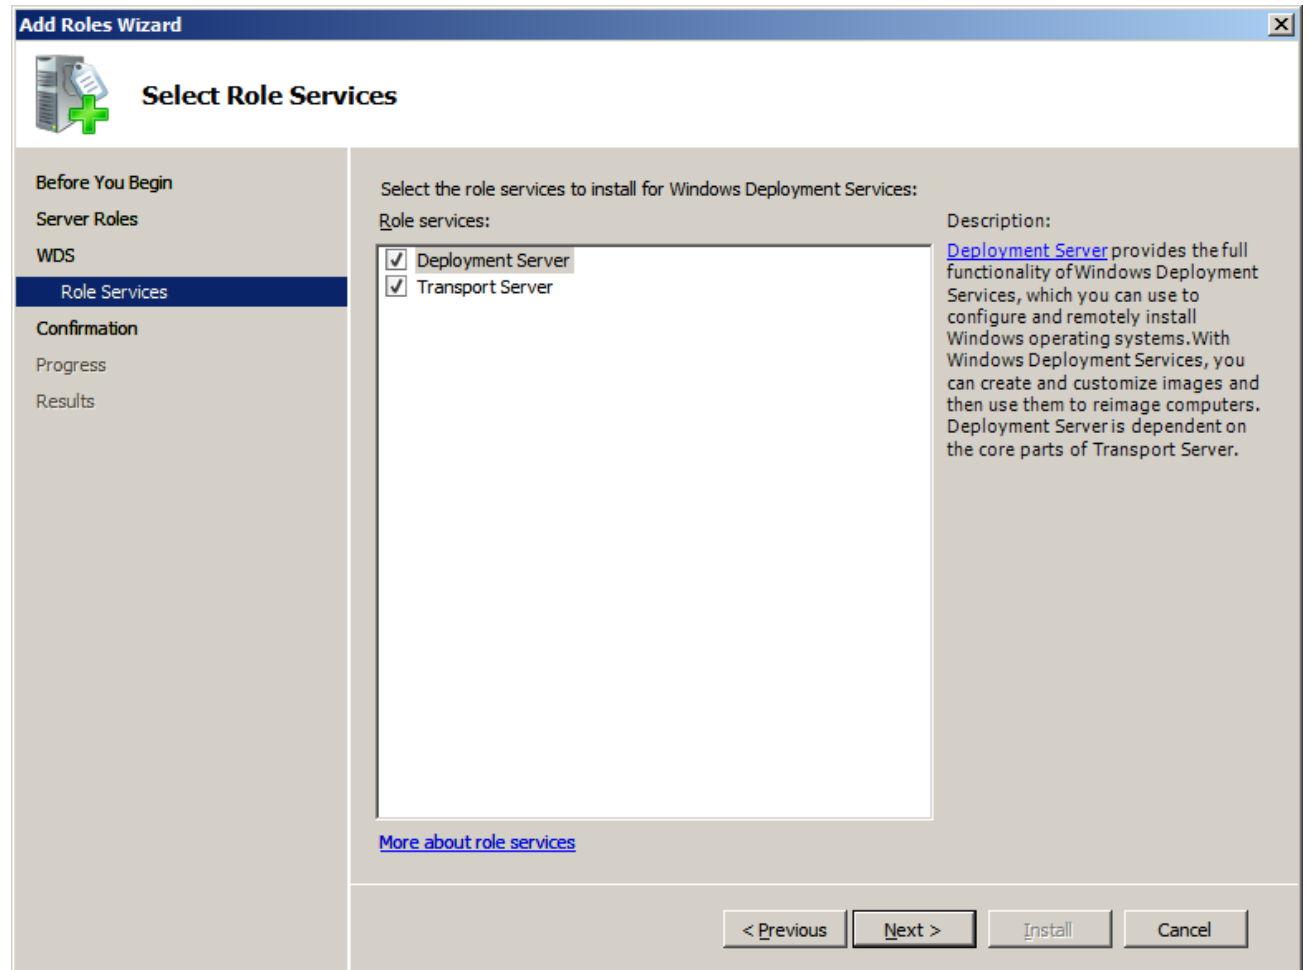 Add Roles Wizard
Select Role Services
Before You Begin
Server Roles
WDS
Role Services
Confirmation
Progress
Results
Select the role services to install for Windows Deployment Services:
Role services:
Deployment Server
Transport Server
More about role services
Description:
Deployment Server provides the full
functionality of Windows Deployment
Services, which you can use to
configure and remotely install
Windows operating systems. With
Windows Deployment Services, you
can create and customize images and
then use them to reimage computers.
Deployment Server is dependent on
the core parts of Transport Server.
< Previous
Next >
Install
Cancel